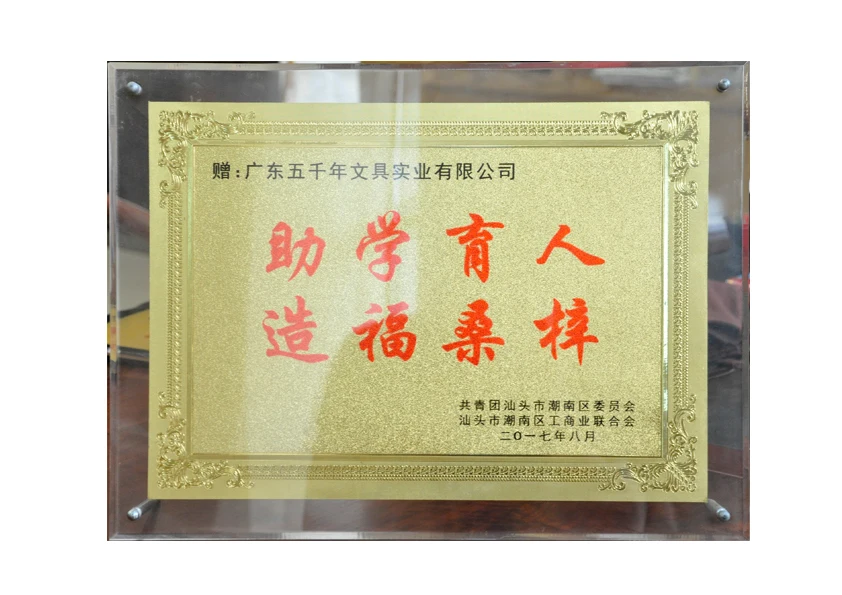 赠:广东五千年文具实业有限公司
助学育人
造福桑梓
共青团汕头市潮南区委员会
汕头市潮南区工商业联合会
二〇一七年八月